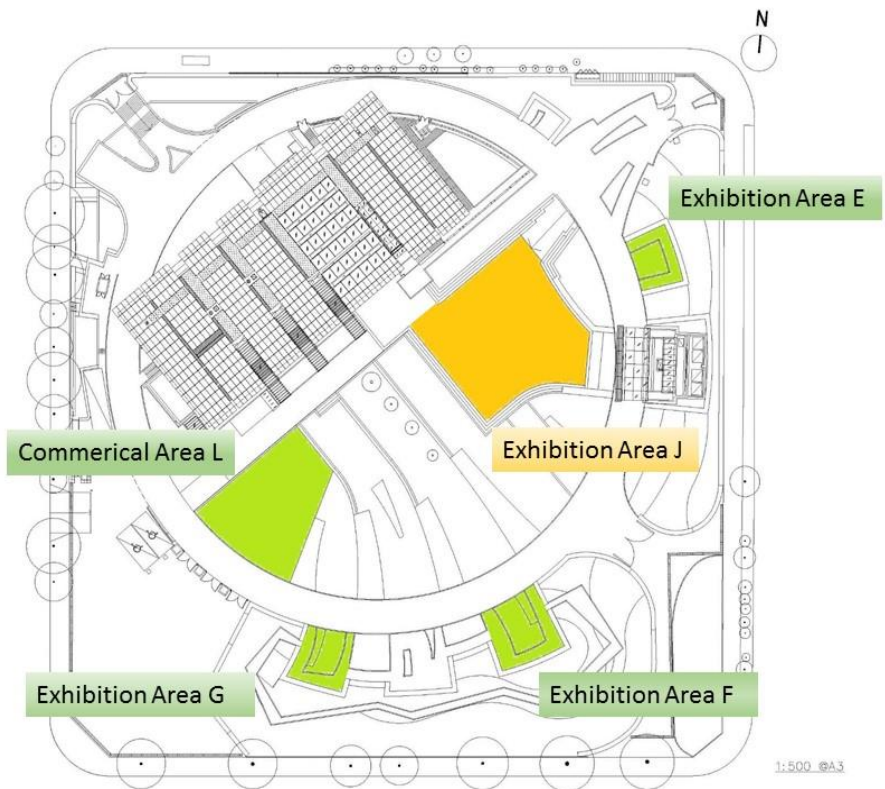 N
Exhibition Area E
Commerical Area L
Exhibition Area J
Exhibition Area G
Exhibition Area F
1:500 @A3